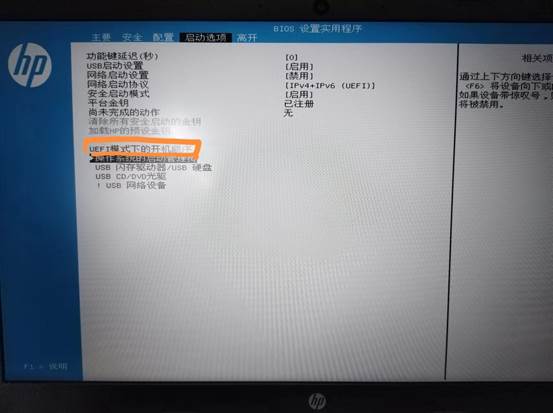 BIOS 设置实用程序
主要 安全 配置 启动选项 离开
hp
相关项
功能键延迟(秒) [0]
USB启动设置 [启用]
网络启动设置 [禁用]
网络启动协议 [IPv4+IPv6 (UEFI)]
安全启动模式 [启用]
平台金钥 已注册
尚未完成的动作 无
清除所有安全启动的金钥
加载HP的预设金钥
通过上下方向键选择
<F6> 将设备向下或
如果设备带惊叹号,
将被禁用。
UEFI模式下的开机顺序
▶操作系统的启动管理
USB 闪存驱动器/USB 硬盘
USB CD/DVD光驱
! USB 网络设备
F1 = 说明
hp